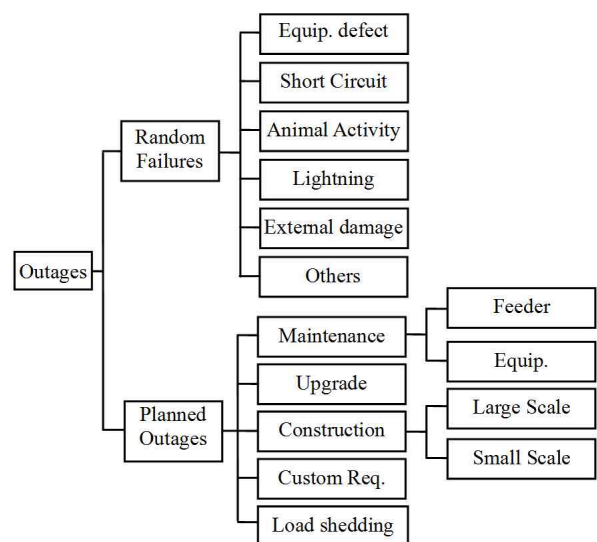 Outages
Random
Failures
Equip. defect
Short Circuit
Animal Activity
Lightning
External damage
Others
Planned
Outages
Maintenance
Feeder
Equip.
Upgrade
Construction
Large Scale
Small Scale
Custom Req.
Load shedding